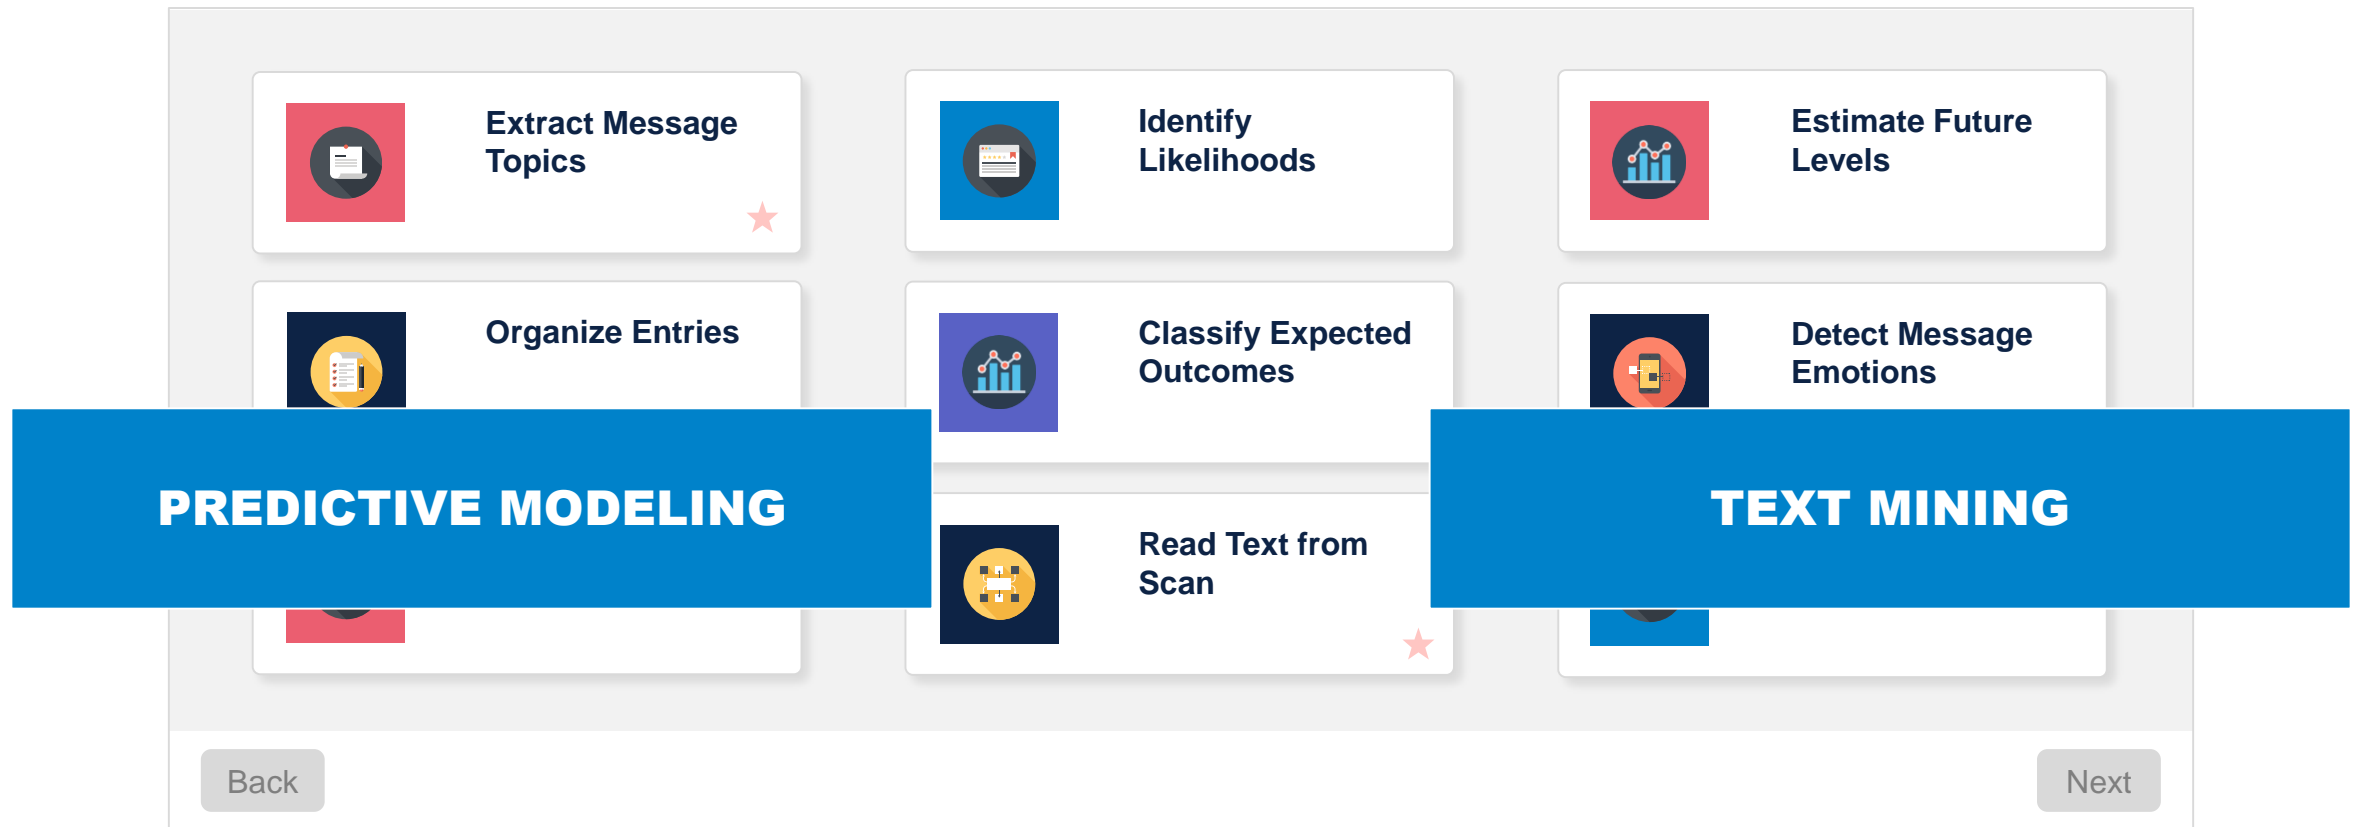 Extract Message
Topics
Identify
Likelihoods
Estimate Future
Levels
Organize Entries
Classify Expected
Outcomes
Detect Message
Emotions
PREDICTIVE MODELING
TEXT MINING
Read Text from
Scan
Back
Next